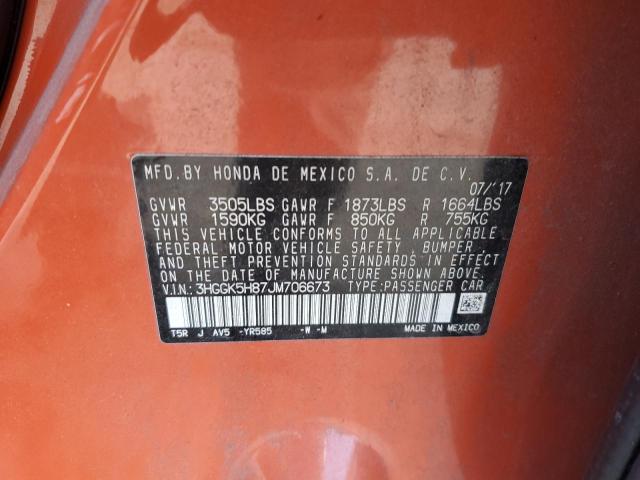 MFD.BY HONDA DE MEXICO S.A. DE C.V.
07/'17
GVWR 3505LBS GAWR F 1873LBS R 1664LBS
GVWR 1590KG GAWR F 850KG R 755KG
THIS VEHICLE CONFORMS TO ALL APPLICABLE
FEDERAL MOTOR VEHICLE SAFETY, BUMPER,
AND THEFT PREVENTION STANDARDS IN EFFECT
ON THE DATE OF MANUFACTURE SHOWN ABOVE.
V.I.N.: 3HGGK5H87JM706673 TYPE:PASSENGER CAR
T5R J AV5 -YR585 -W -M MADE IN MEXICO